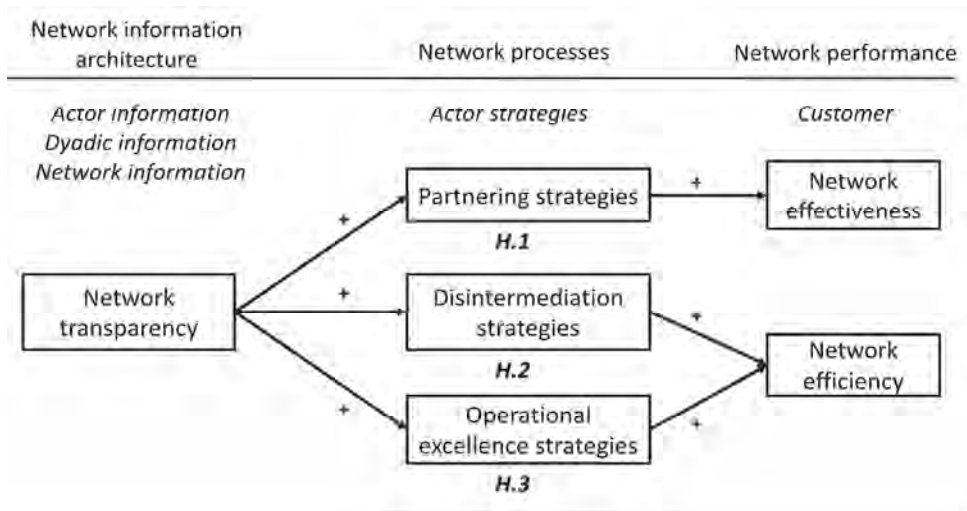 Network information
architecture
Network processes
Network performance
Actor information
Dyadic information
Network information
Actor strategies
Customer
+
Partnering strategies
+
Network
effectiveness
H.1
Network
transparency
+
Disintermediation
strategies
+
H.2
Network
efficiency
+
Operational
excellence strategies
+
H.3